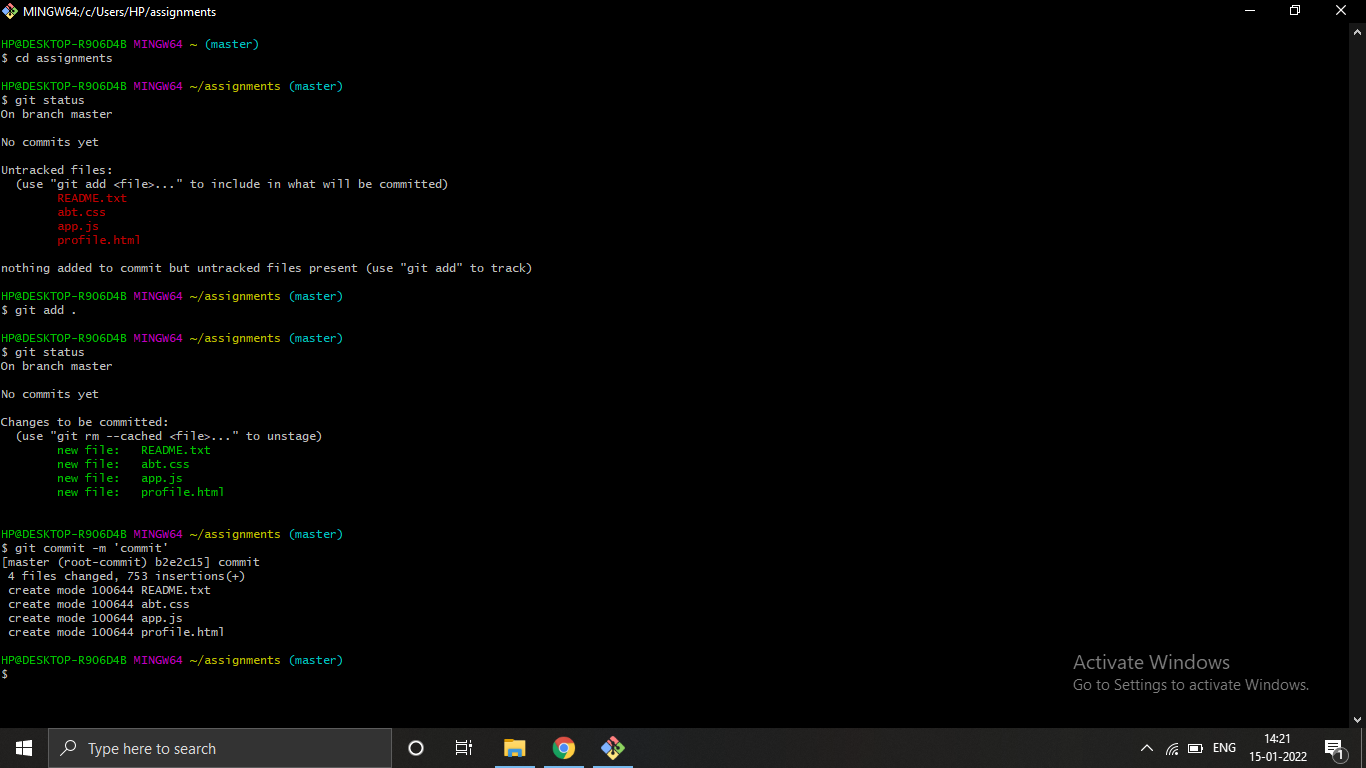 MINGW64:/c/Users/HP/assignments
HP@DESKTOP-R9O6D4B MINGW64 ~ (master)
$ cd assignments
HP@DESKTOP-R9O6D4B MINGW64 ~/assignments (master)
$ git status
On branch master
No commits yet
Untracked files:
  (use "git add <file>..." to include in what will be committed)
        README.txt
        abt.css
        app.js
        profile.html
nothing added to commit but untracked files present (use "git add" to track)
HP@DESKTOP-R9O6D4B MINGW64 ~/assignments (master)
$ git add .
HP@DESKTOP-R9O6D4B MINGW64 ~/assignments (master)
$ git status
On branch master
No commits yet
Changes to be committed:
  (use "git rm --cached <file>..." to unstage)
        new file:   README.txt
        new file:   abt.css
        new file:   app.js
        new file:   profile.html
HP@DESKTOP-R9O6D4B MINGW64 ~/assignments (master)
$ git commit -m 'commit'
[master (root-commit) b2e2c15] commit
 4 files changed, 753 insertions(+)
 create mode 100644 README.txt
 create mode 100644 abt.css
 create mode 100644 app.js
 create mode 100644 profile.html
HP@DESKTOP-R9O6D4B MINGW64 ~/assignments (master)
$
Activate Windows
Go to Settings to activate Windows.
Type here to search
ENG
14:21
15-01-2022
1